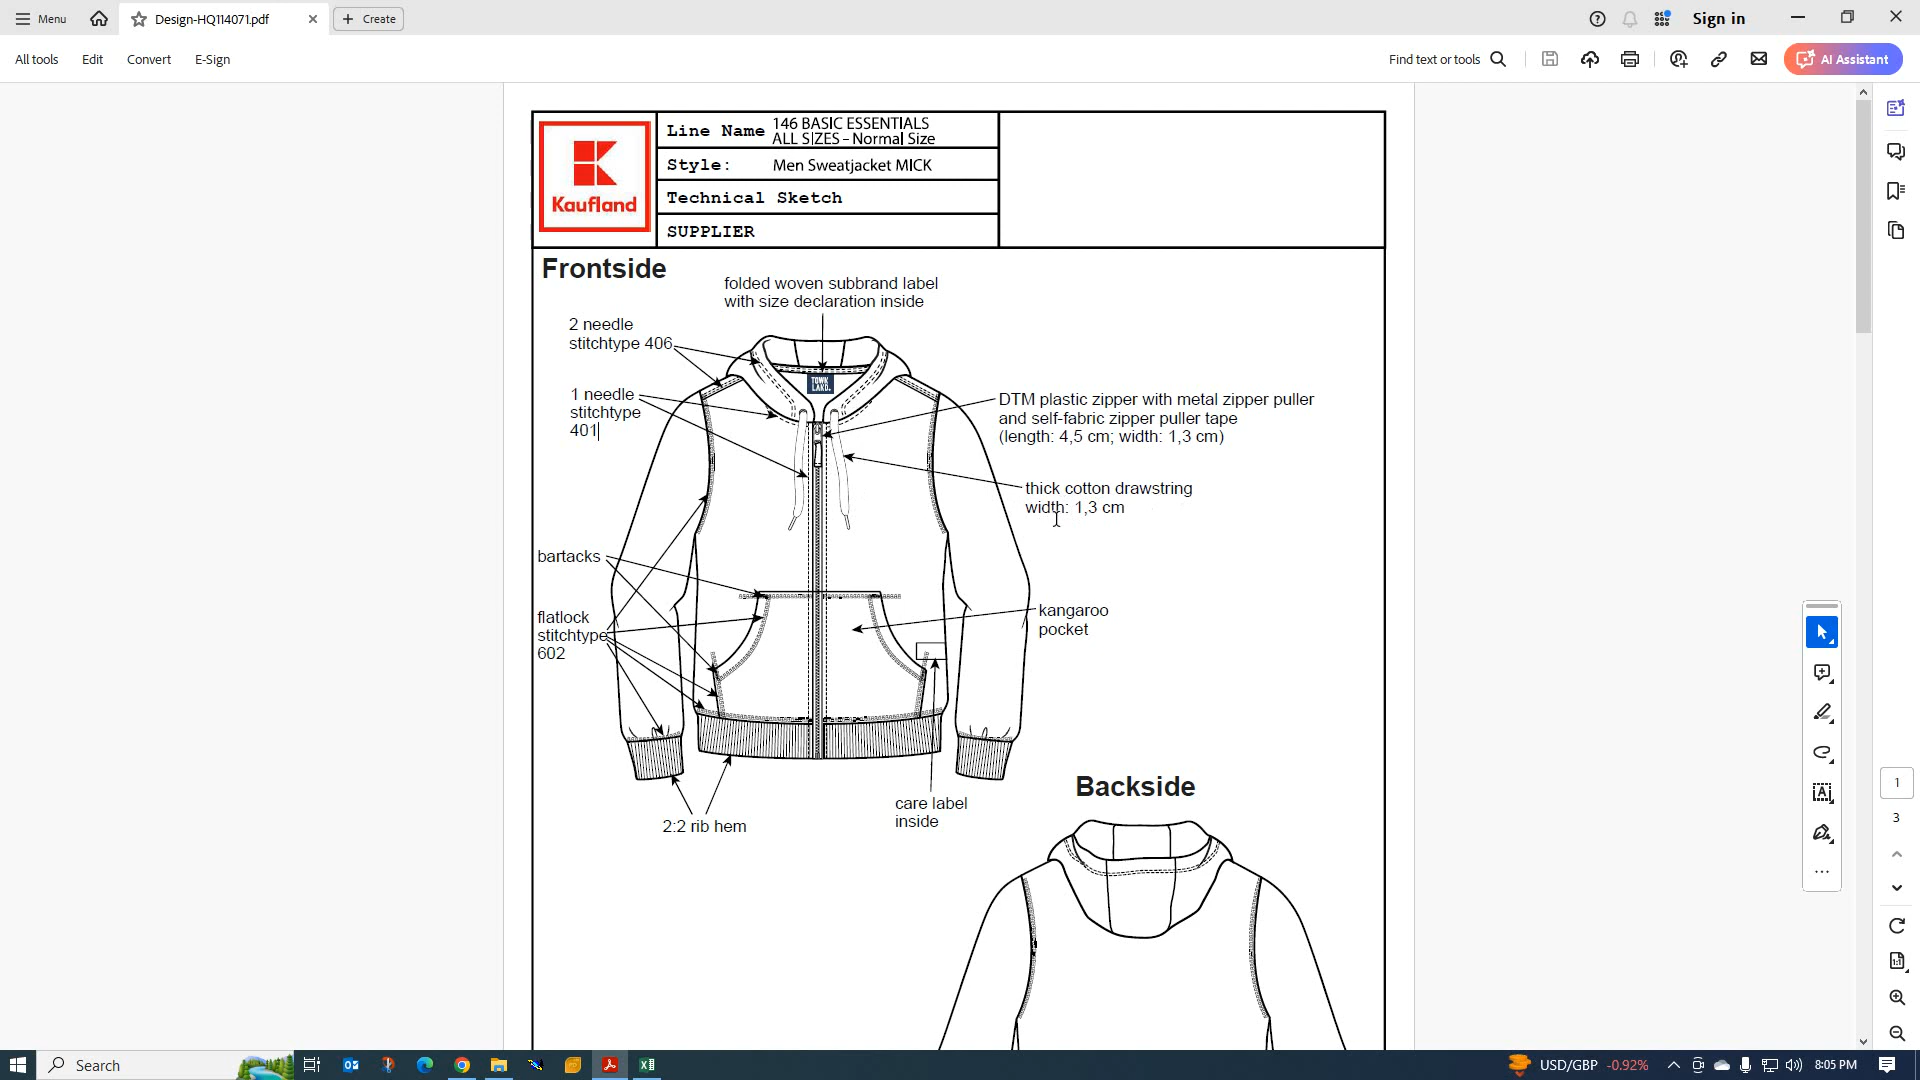 Menu
Design-HQ114071.pdf
Create
Sign in
All tools
Edit
Convert
E-Sign
Find text or tools
AI Assistant
Kaufland
Line Name 146 BASIC ESSENTIALS
ALL SIZES – Normal Size
Style: Men Sweatjacket MICK
Technical Sketch
SUPPLIER
Frontside
folded woven subbrand label
with size declaration inside
2 needle
stitchtype 406
1 needle
stitchtype
401
TOWN
LAND.
DTM plastic zipper with metal zipper puller
and self-fabric zipper puller tape
(length: 4,5 cm; width: 1,3 cm)
thick cotton drawstring
width: 1,3 cm
bartacks
flatlock
stitchtype
602
kangaroo
pocket
care label
inside
2:2 rib hem
Backside
1
3
Search
USD/GBP -0.92%
8:05 PM